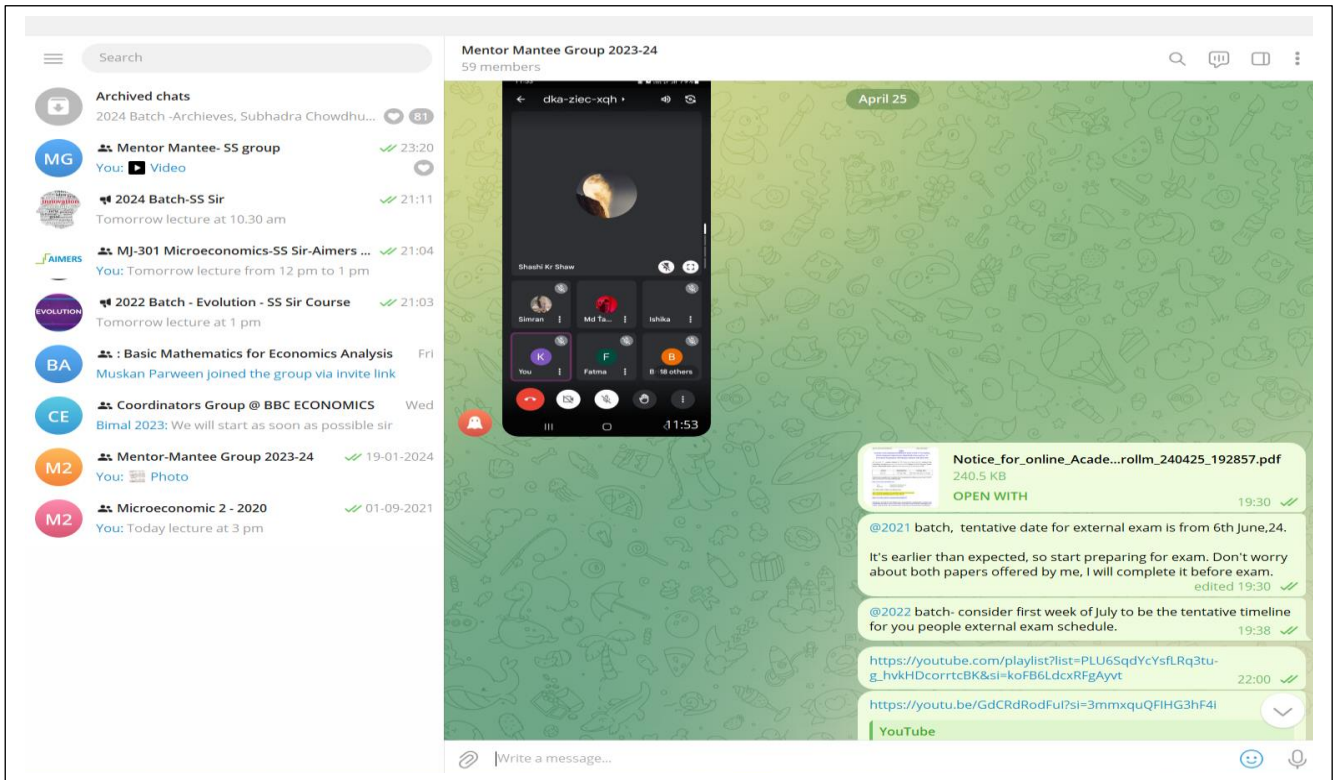 Search
Archived chats
2024 Batch -Archieves, Subhadra Chowdhu... 81
MG
Mentor Mantee- SS group 23:20
You: Video
innovation
2024 Batch-SS Sir 21:11
Tomorrow lecture at 10.30 am
AIMERS
MJ-301 Microeconomics-SS Sir-Aimers ... 21:04
You: Tomorrow lecture from 12 pm to 1 pm
EVOLUTION
2022 Batch - Evolution - SS Sir Course 21:03
Tomorrow lecture at 1 pm
BA
: Basic Mathematics for Economics Analysis Fri
Muskan Parween joined the group via invite link
CE
Coordinators Group @ BBC ECONOMICS Wed
Bimal 2023: We will start as soon as possible sir
M2
Mentor-Mantee Group 2023-24 19-01-2024
You: Photo
M2
Microeconomic 2 - 2020 01-09-2021
You: Today lecture at 3 pm
Mentor Mantee Group 2023-24
59 members
April 25
dka-ziec-xqh
Shashi Kr Shaw
Simran Md Ta... Ishika
K F B
You Fatma B 18 others
11:53
Notice_for_online_Acade...rollm_240425_192857.pdf
240.5 KB
OPEN WITH 19:30
@2021 batch, tentative date for external exam is from 6th June,24.
It's earlier than expected, so start preparing for exam. Don't worry
about both papers offered by me, I will complete it before exam.
edited 19:30
@2022 batch- consider first week of July to be the tentative timeline
for you people external exam schedule. 19:38
https://youtube.com/playlist?list=PLU6SqdYcYsfLRq3tu-
g_hvkHDcorrtcBK&si=koFB6LdcxRFgAyvt 22:00
https://youtu.be/GdCRdRodFuI?si=3mmxquQFIHG3hF4i
YouTube
Write a message...